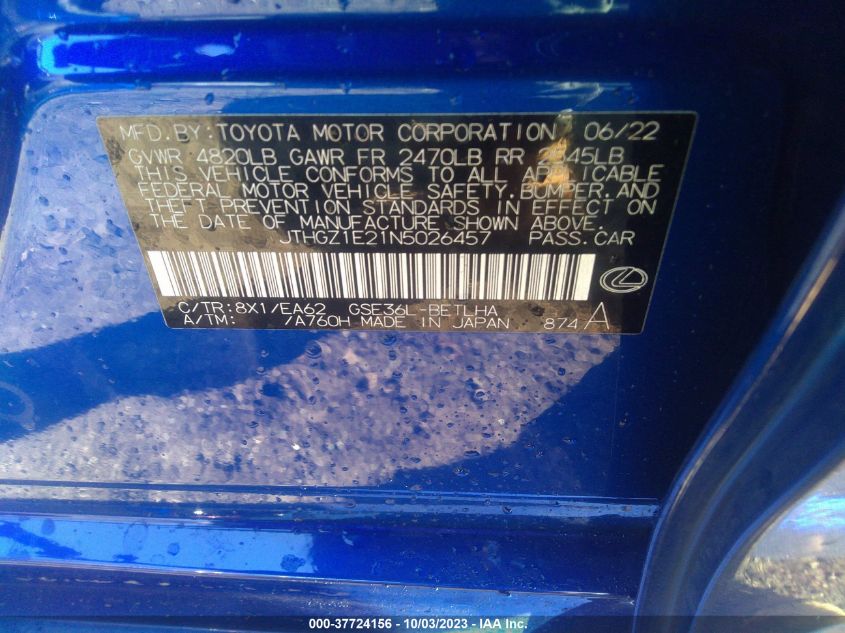 MFD. BY: TOYOTA MOTOR CORPORATION 06/22
GVWR 4820LB GAWR FR 2470LB RR
THIS VEHICLE CONFORMS TO ALL APPLICABLE
FEDERAL MOTOR VEHICLE SAFETY, BUMPER, AND
THEFT PREVENTION STANDARDS IN EFFECT ON
THE DATE OF MANUFACTURE SHOWN ABOVE.
JTHGZ1E21N5026457 PASS. CAR
C/TR: 8X1/EA62 GSE36L-BETLHA
A/TM: /A760H MADE IN JAPAN 874 A
000-37724156 - 10/03/2023 - IAA Inc.